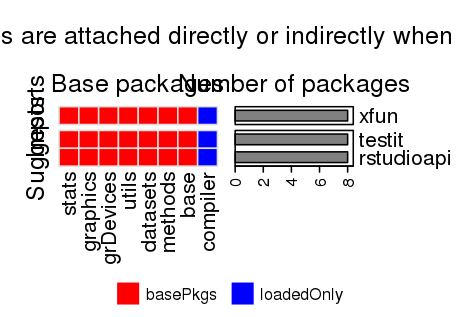 s are attached directly or indirectly when
Base packages
Number of packages
Imports
Suggests
xfun
testit
rstudioapi
stats
graphics
grDevices
utils
datasets
methods
base
compiler
0 2 4 6 8
basePkgs
loadedOnly